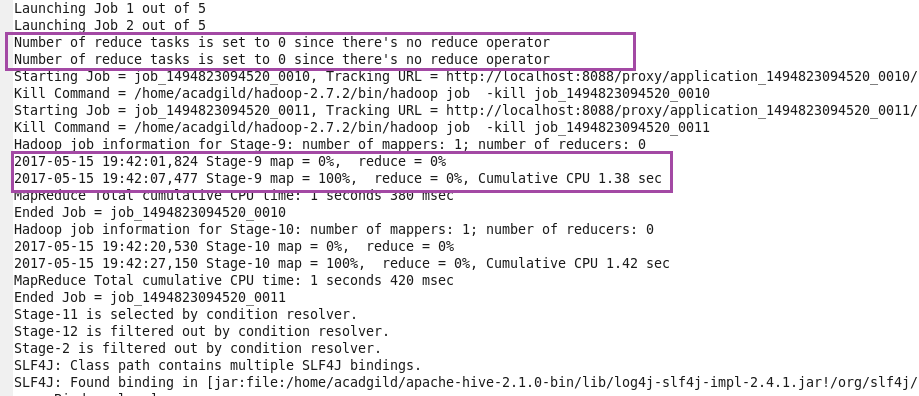 Launching Job 1 out of 5
Launching Job 2 out of 5
Number of reduce tasks is set to 0 since there's no reduce operator
Number of reduce tasks is set to 0 since there's no reduce operator
Starting Job = job_1494823094520_0010, Tracking URL = http://localhost:8088/proxy/application_1494823094520_0010/
Kill Command = /home/acadgild/hadoop-2.7.2/bin/hadoop job  -kill job_1494823094520_0010
Starting Job = job_1494823094520_0011, Tracking URL = http://localhost:8088/proxy/application_1494823094520_0011/
Kill Command = /home/acadgild/hadoop-2.7.2/bin/hadoop job  -kill job_1494823094520_0011
Hadoop job information for Stage-9: number of mappers: 1; number of reducers: 0
2017-05-15 19:42:01,824 Stage-9 map = 0%,  reduce = 0%
2017-05-15 19:42:07,477 Stage-9 map = 100%,  reduce = 0%, Cumulative CPU 1.38 sec
MapReduce Total cumulative CPU time: 1 seconds 380 msec
Ended Job = job_1494823094520_0010
Hadoop job information for Stage-10: number of mappers: 1; number of reducers: 0
2017-05-15 19:42:20,530 Stage-10 map = 0%,  reduce = 0%
2017-05-15 19:42:27,150 Stage-10 map = 100%,  reduce = 0%, Cumulative CPU 1.42 sec
MapReduce Total cumulative CPU time: 1 seconds 420 msec
Ended Job = job_1494823094520_0011
Stage-11 is selected by condition resolver.
Stage-12 is filtered out by condition resolver.
Stage-2 is filtered out by condition resolver.
SLF4J: Class path contains multiple SLF4J bindings.
SLF4J: Found binding in [jar:file:/home/acadgild/apache-hive-2.1.0-bin/lib/log4j-slf4j-impl-2.4.1.jar!/org/slf4j/